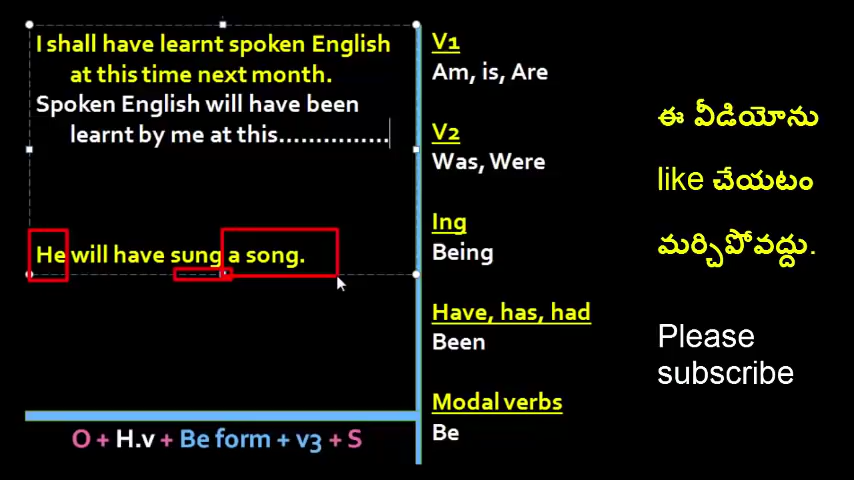 I shall have learnt spoken English
at this time next month.
Spoken English will have been
learnt by me at this...............
He will have sung a song.
O + H.v + Be form + v3 + S
V1
Am, is, Are
V2
Was, Were
Ing
Being
Have, has, had
Been
Modal verbs
Be
ఈ వీడియోను
like చేయటం
మర్చిపోవద్దు.
Please
subscribe